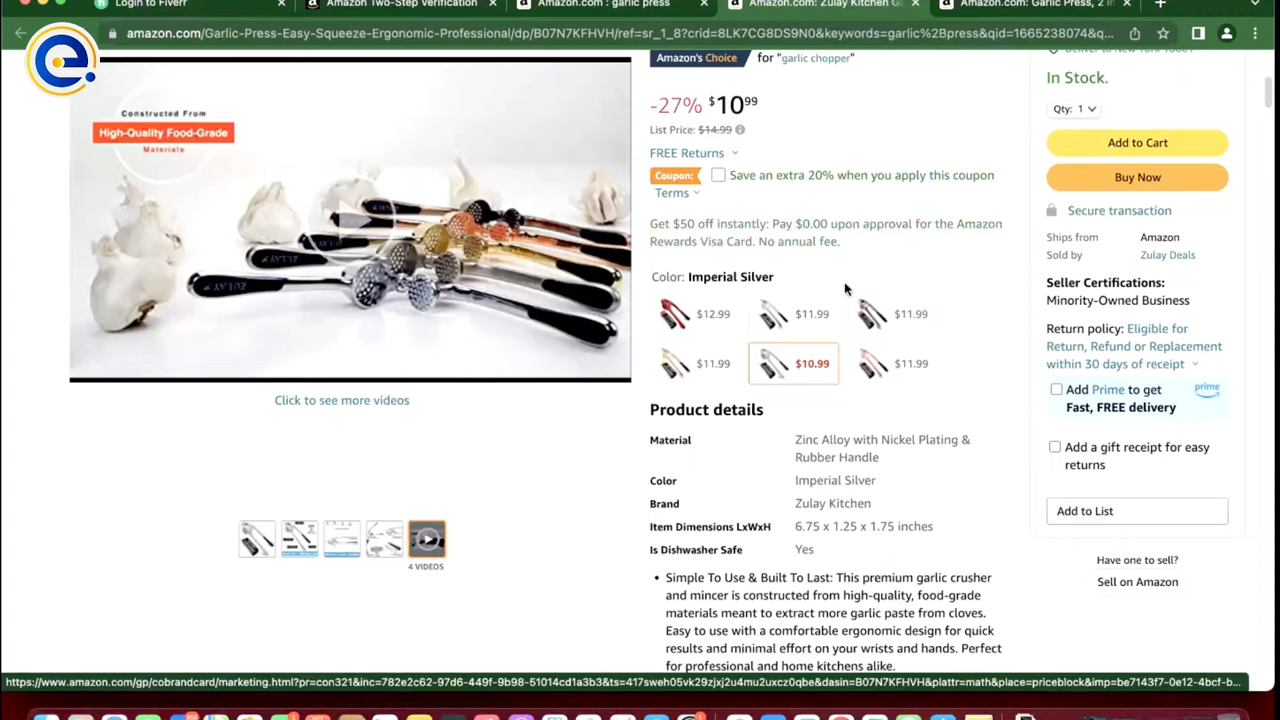 Login to Fiverr
Amazon Two-Step Verification
Amazon.com : garlic press
Amazon.com: Zulay Kitchen G
Amazon.com: Garlic Press, 2 i
amazon.com/Garlic-Press-Easy-Squeeze-Ergonomic-Professional/dp/B07N7KFHVH/ref=sr_1_8?crid=8LK7CG8DS9N0&keywords=garlic%2Bpress&qid=1665238074&q...
e
Constructed From
High-Quality Food-Grade
Materials
ZULAY
ZULAY
Click to see more videos
4 VIDEOS
Amazon's Choice for "garlic chopper"
-27% $10 99
List Price: $14.99
FREE Returns
Coupon: Save an extra 20% when you apply this coupon
Terms
Get $50 off instantly: Pay $0.00 upon approval for the Amazon
Rewards Visa Card. No annual fee.
Color: Imperial Silver
$12.99 $11.99 $11.99
$11.99 $10.99 $11.99
Product details
Material Zinc Alloy with Nickel Plating &
Rubber Handle
Color Imperial Silver
Brand Zulay Kitchen
Item Dimensions LxWxH 6.75 x 1.25 x 1.75 inches
Is Dishwasher Safe Yes
• Simple To Use & Built To Last: This premium garlic crusher
and mincer is constructed from high-quality, food-grade
materials meant to extract more garlic paste from cloves.
Easy to use with a comfortable ergonomic design for quick
results and minimal effort on your wrists and hands. Perfect
for professional and home kitchens alike.
In Stock.
Qty: 1
Add to Cart
Buy Now
Secure transaction
Ships from Amazon
Sold by Zulay Deals
Seller Certifications:
Minority-Owned Business
Return policy: Eligible for
Return, Refund or Replacement
within 30 days of receipt
Add Prime to get
Fast, FREE delivery
prime
Add a gift receipt for easy
returns
Add to List
Have one to sell?
Sell on Amazon